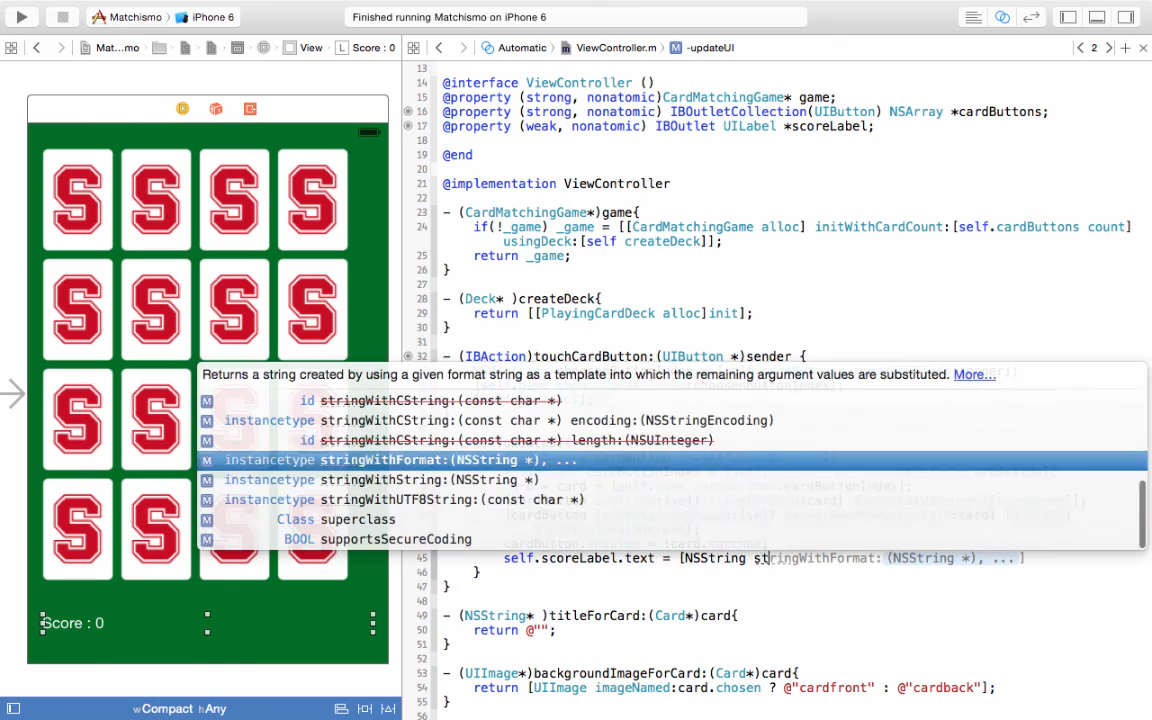 Matchismo
iPhone 6
Finished running Matchismo on iPhone 6
Mat...mo
View
L Score : 0
Automatic
ViewController.m
M -updateUI
2
S S S S
S S S S
S S S S
S S S S
Score : 0
wCompact hAny
13
14 @interface ViewController ()
15 @property (strong, nonatomic)CardMatchingGame* game;
16 @property (strong, nonatomic) IBOutletCollection(UIButton) NSArray *cardButtons;
17 @property (weak, nonatomic) IBOutlet UILabel *scoreLabel;
18
19 @end
20
21 @implementation ViewController
22
23 - (CardMatchingGame*)game{
24 if(!_game) _game = [[CardMatchingGame alloc] initWithCardCount:[self.cardButtons count]
usingDeck:[self createDeck]];
25 return _game;
26 }
27
28 - (Deck* )createDeck{
29 return [[PlayingCardDeck alloc]init];
30 }
31
32 - (IBAction)touchCardButton:(UIButton *)sender {
Returns a string created by using a given format string as a template into which the remaining argument values are substituted. More...
M id stringWithCString:(const char *)
M instancetype stringWithCString:(const char *) encoding:(NSStringEncoding)
M id stringWithCString:(const char *) length:(NSUInteger)
M instancetype stringWithFormat:(NSString *), ...
M instancetype stringWithString:(NSString *)
M instancetype stringWithUTF8String:(const char *)
M Class superclass
M BOOL supportsSecureCoding
45 self.scoreLabel.text = [NSString stringWithFormat:(NSString *), ...]
46 }
47 }
48
49 - (NSString* )titleForCard:(Card*)card{
50 return @"";
51 }
52
53 - (UIImage*)backgroundImageForCard:(Card*)card{
54 return [UIImage imageNamed:card.chosen ? @"cardfront" : @"cardback"];
55 }
56